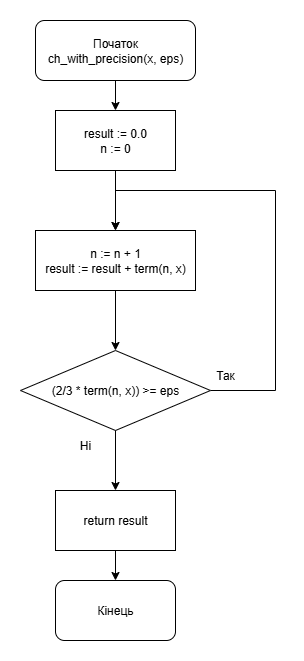 Початок
ch_with_precision(x, eps)
result := 0.0
n := 0
n := n + 1
result := result + term(n, x)
(2/3 * term(n, x)) >= eps
Так
Ні
return result
Кінець